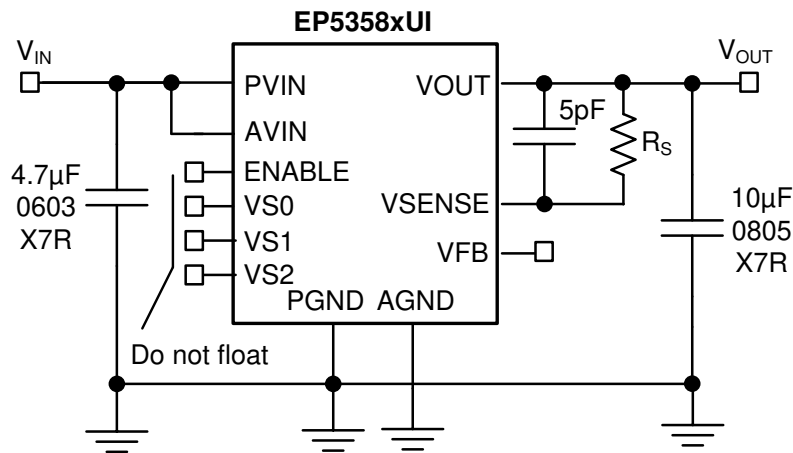 EP5358xUI
VIN
VOUT
PVIN
VOUT
5pF
RS
AVIN
ENABLE
4.7µF
0603
X7R
VS0
VSENSE
10µF
0805
X7R
VS1
VFB
VS2
PGND
AGND
Do not float